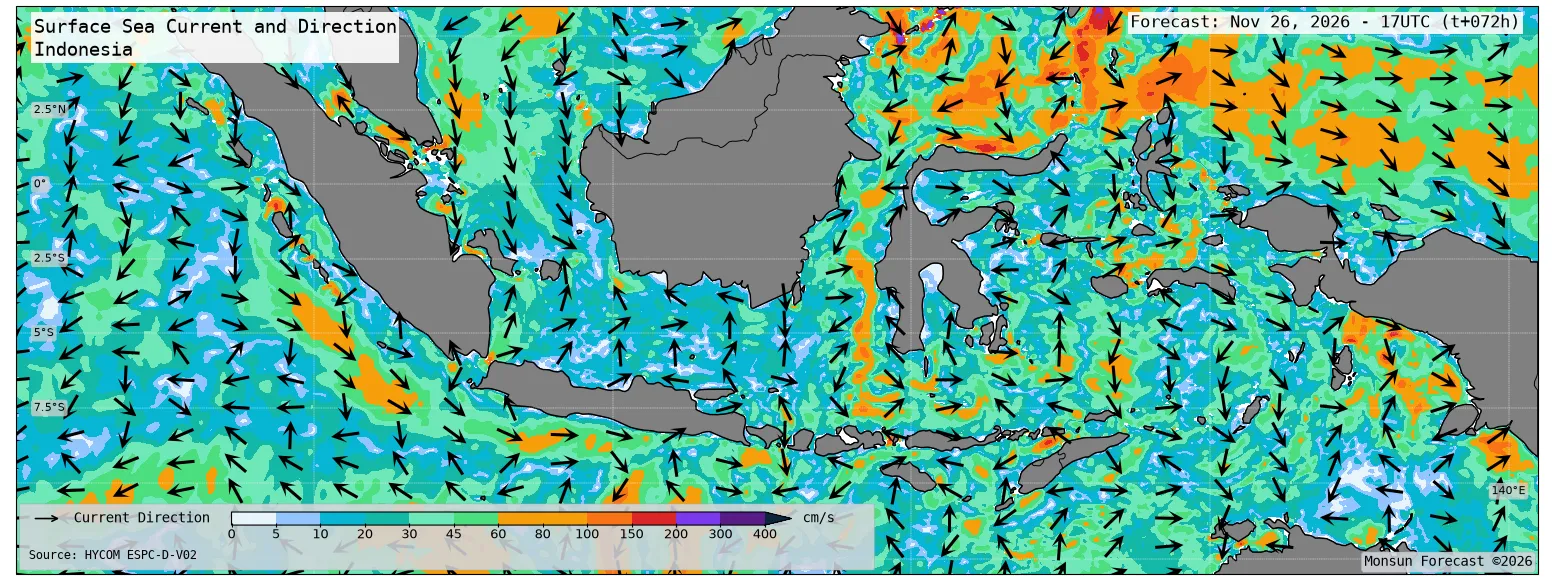 Surface Sea Current and Direction
Indonesia
Forecast: Nov 26, 2026 - 17UTC (t+072h)
2.5°N
0°
2.5°S
5°S
7.5°S
140°E
Current Direction
0 5 10 20 30 45 60 80 100 150 200 300 400
cm/s
Source: HYCOM ESPC-D-V02
Monsun Forecast ©2026